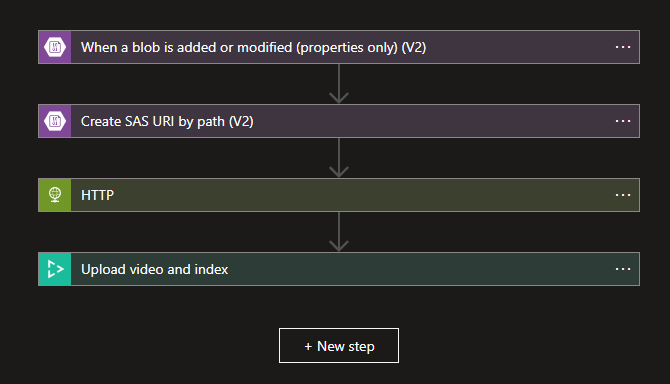 When a blob is added or modified (properties only) (V2)
Create SAS URI by path (V2)
HTTP
Upload video and index
+ New step